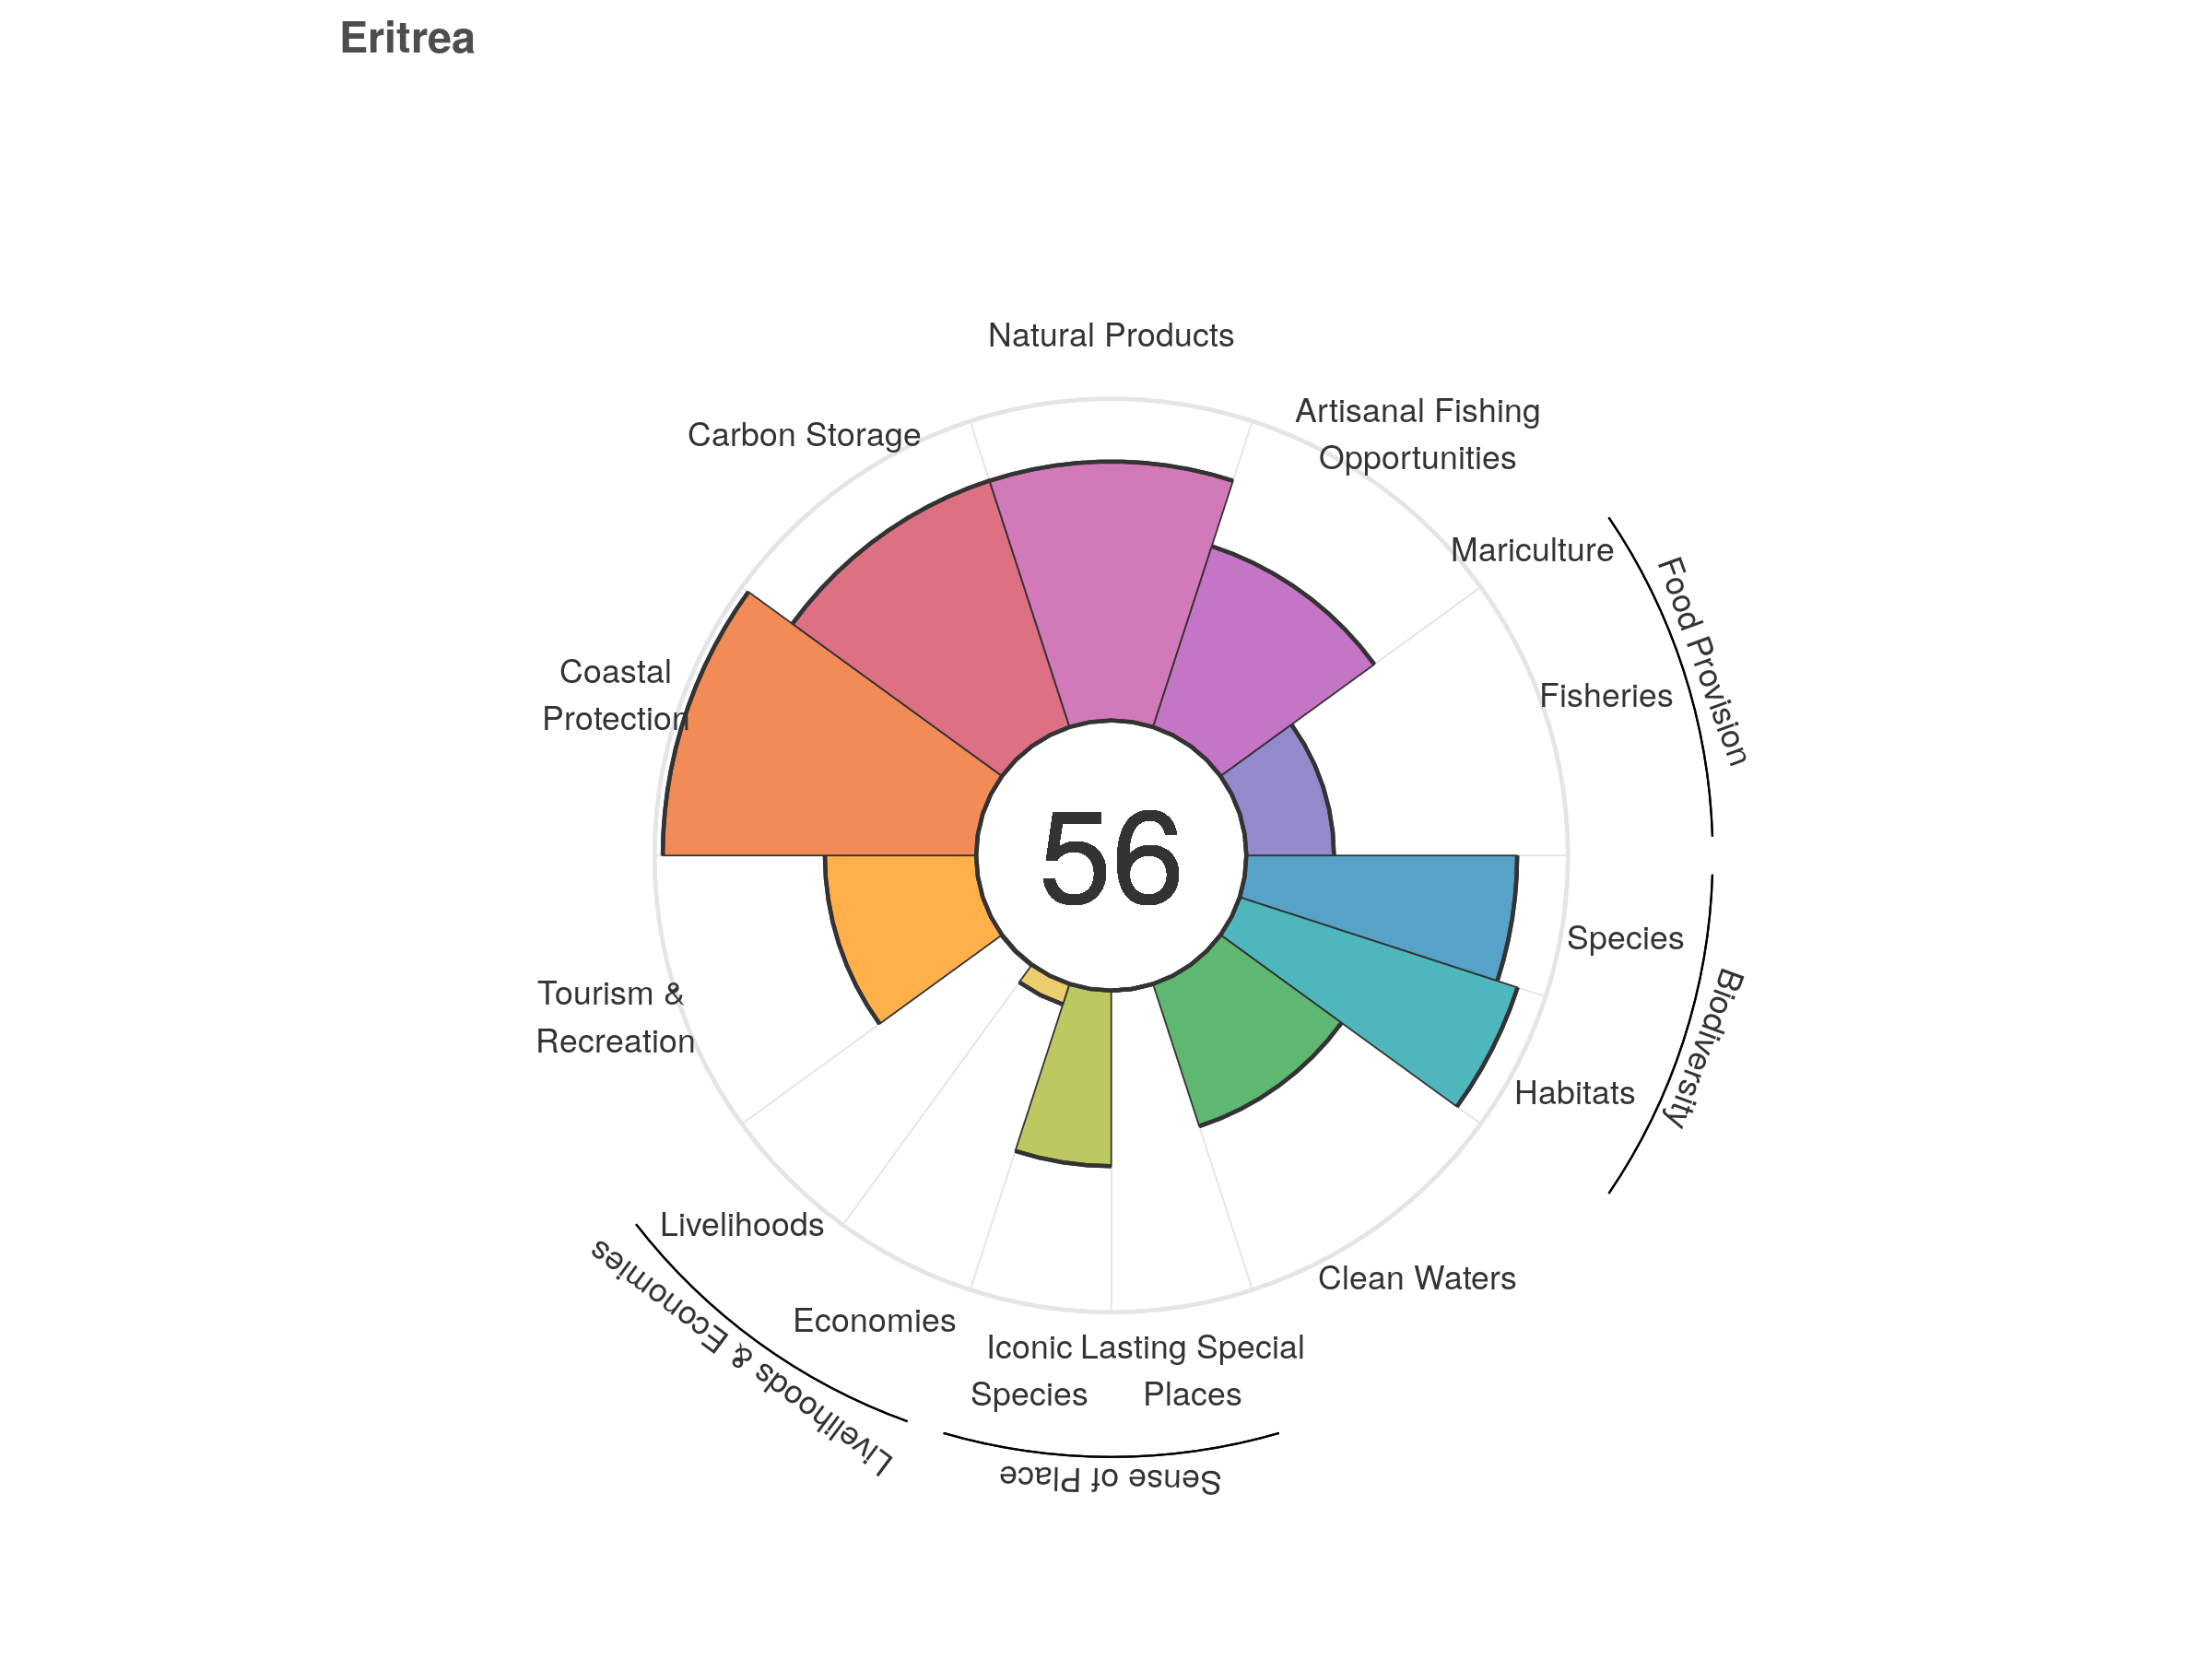 Eritrea
Natural Products
Artisanal Fishing
Opportunities
Carbon Storage
Mariculture
Food Provision
Coastal
Protection
Fisheries
56
Species
Biodiversity
Tourism &
Recreation
Habitats
Livelihoods
Livelihoods & Economies
Clean Waters
Economies
Iconic
Species
Lasting Special
Places
Sense of Place